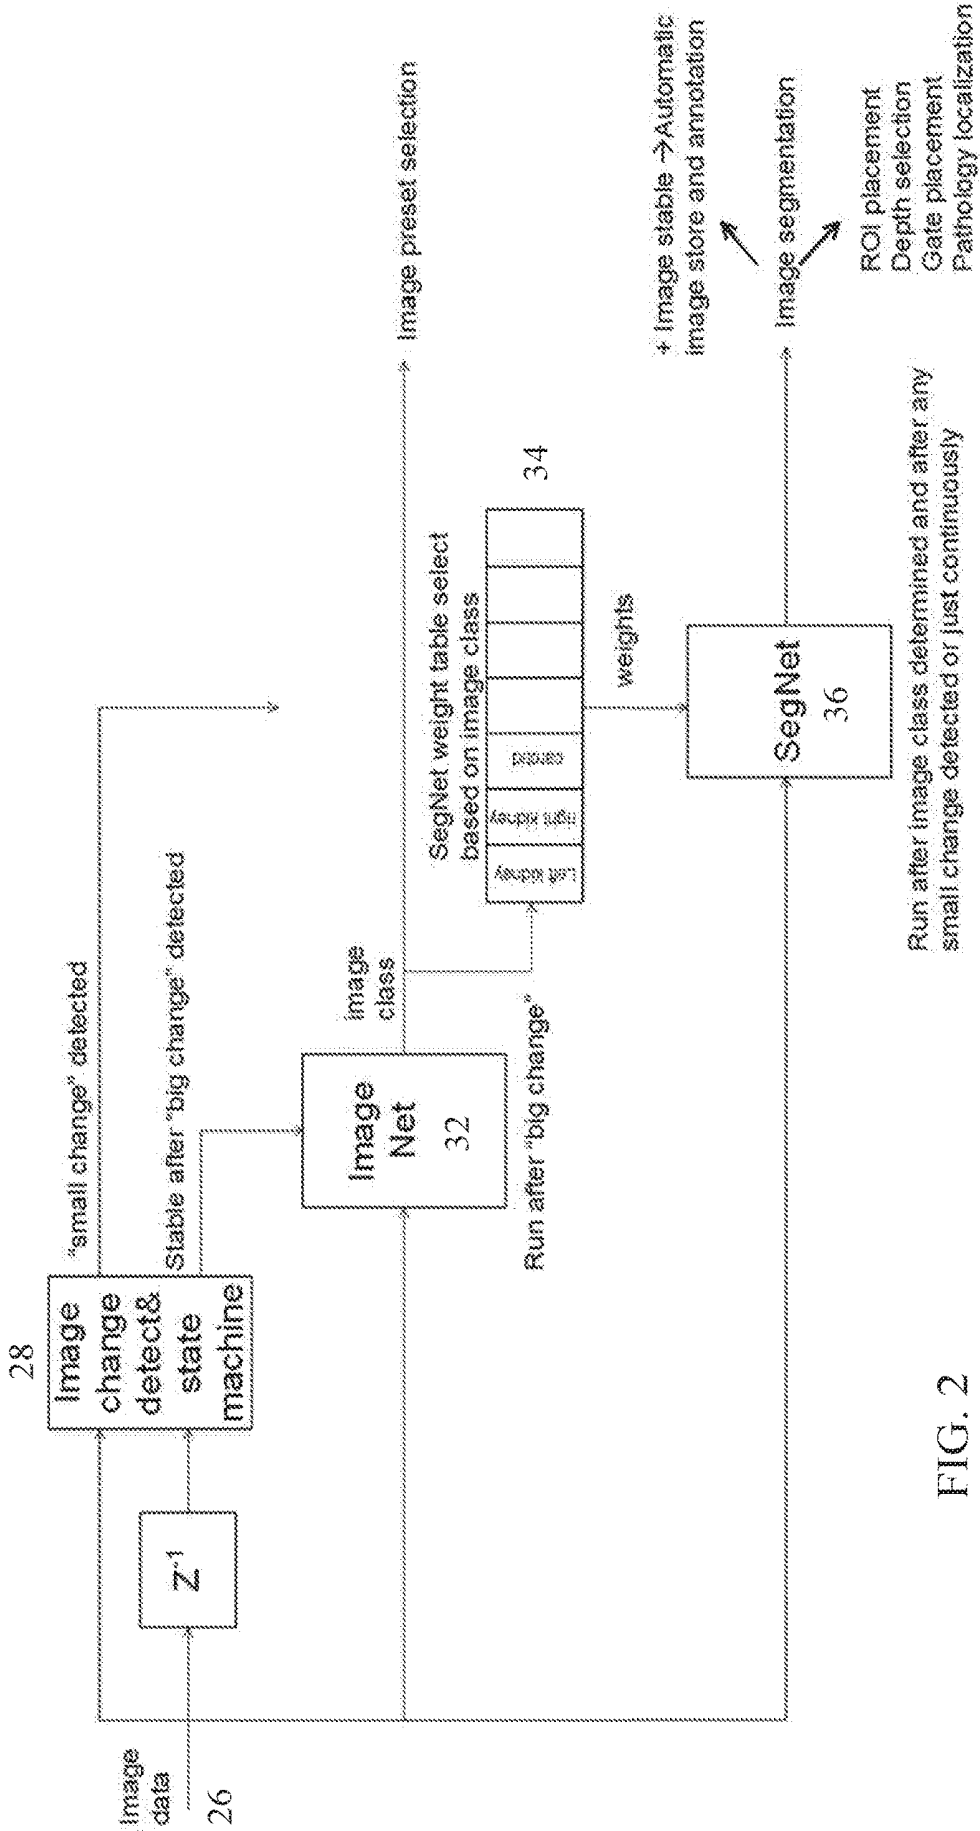 Image
data
26
Z-1
28
Image
change
detect&
state
machine
"small change" detected
Stable after "big change" detected
Image
Net
32
Run after "big change"
Image
class
Image preset selection
SegNet weight table select
based on image class
Left kidney
right kidney
carotid
34
weights
SegNet
36
Run after image class determined and after any
small change detected or just continuously
+ Image stable →Automatic
image store and annotation
Image segmentation
ROI placement
Depth selection
Gate placement
Pathology localization
FIG. 2